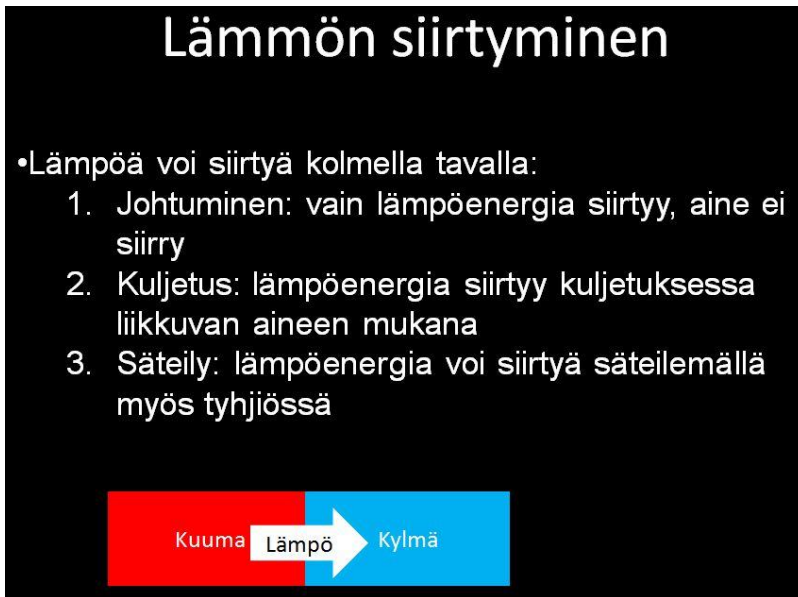 Lämmön siirtyminen
•Lämpöä voi siirtyä kolmella tavalla:
1. Johtuminen: vain lämpöenergia siirtyy, aine ei
siirry
2. Kuljetus: lämpöenergia siirtyy kuljetuksessa
liikkuvan aineen mukana
3. Säteily: lämpöenergia voi siirtyä säteilemällä
myös tyhjiössä
Kuuma Lämpö Kylmä